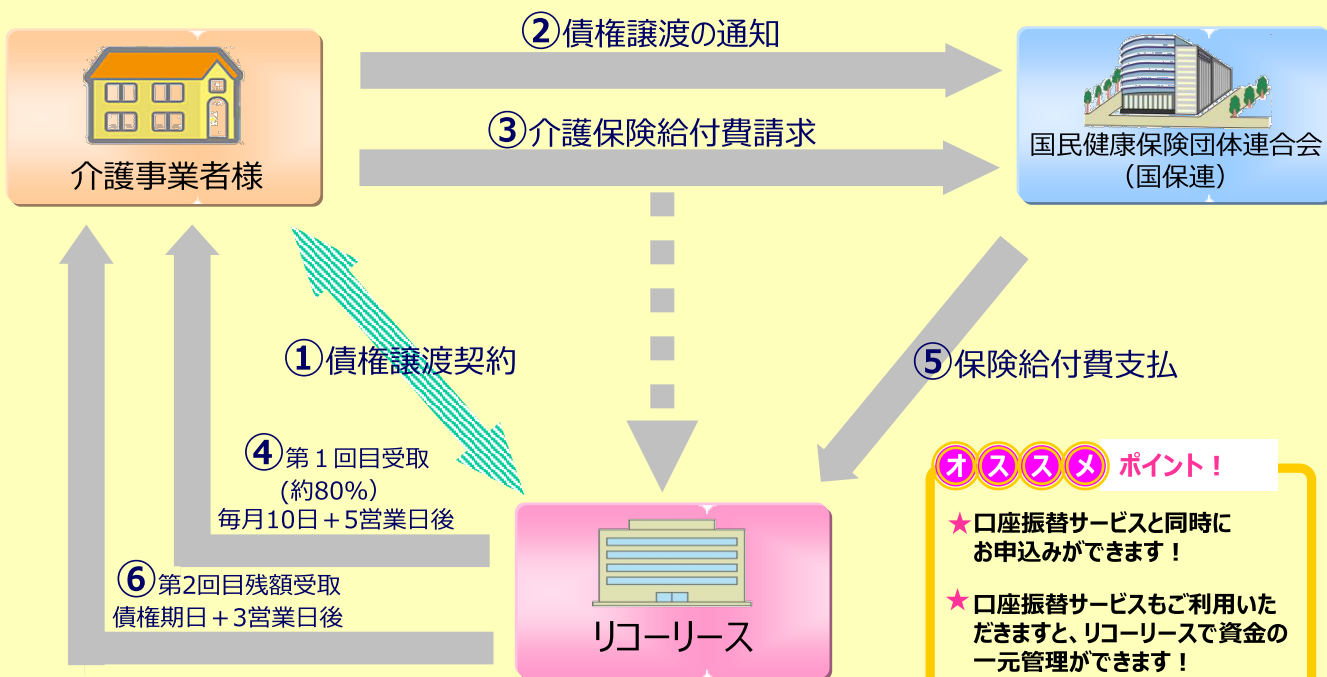 ②債権譲渡の通知
③介護保険給付費請求
介護事業者様
国民健康保険団体連合会
（国保連）
①債権譲渡契約
⑤保険給付費支払
④第１回目受取
(約80%）
毎月10日＋5営業日後
⑥第2回目残額受取
債権期日＋3営業日後
リコーリース
オススメ ポイント！
★口座振替サービスと同時に
お申込みができます！
★口座振替サービスもご利用いた
だきますと、リコーリースで資金の
一元管理ができます！